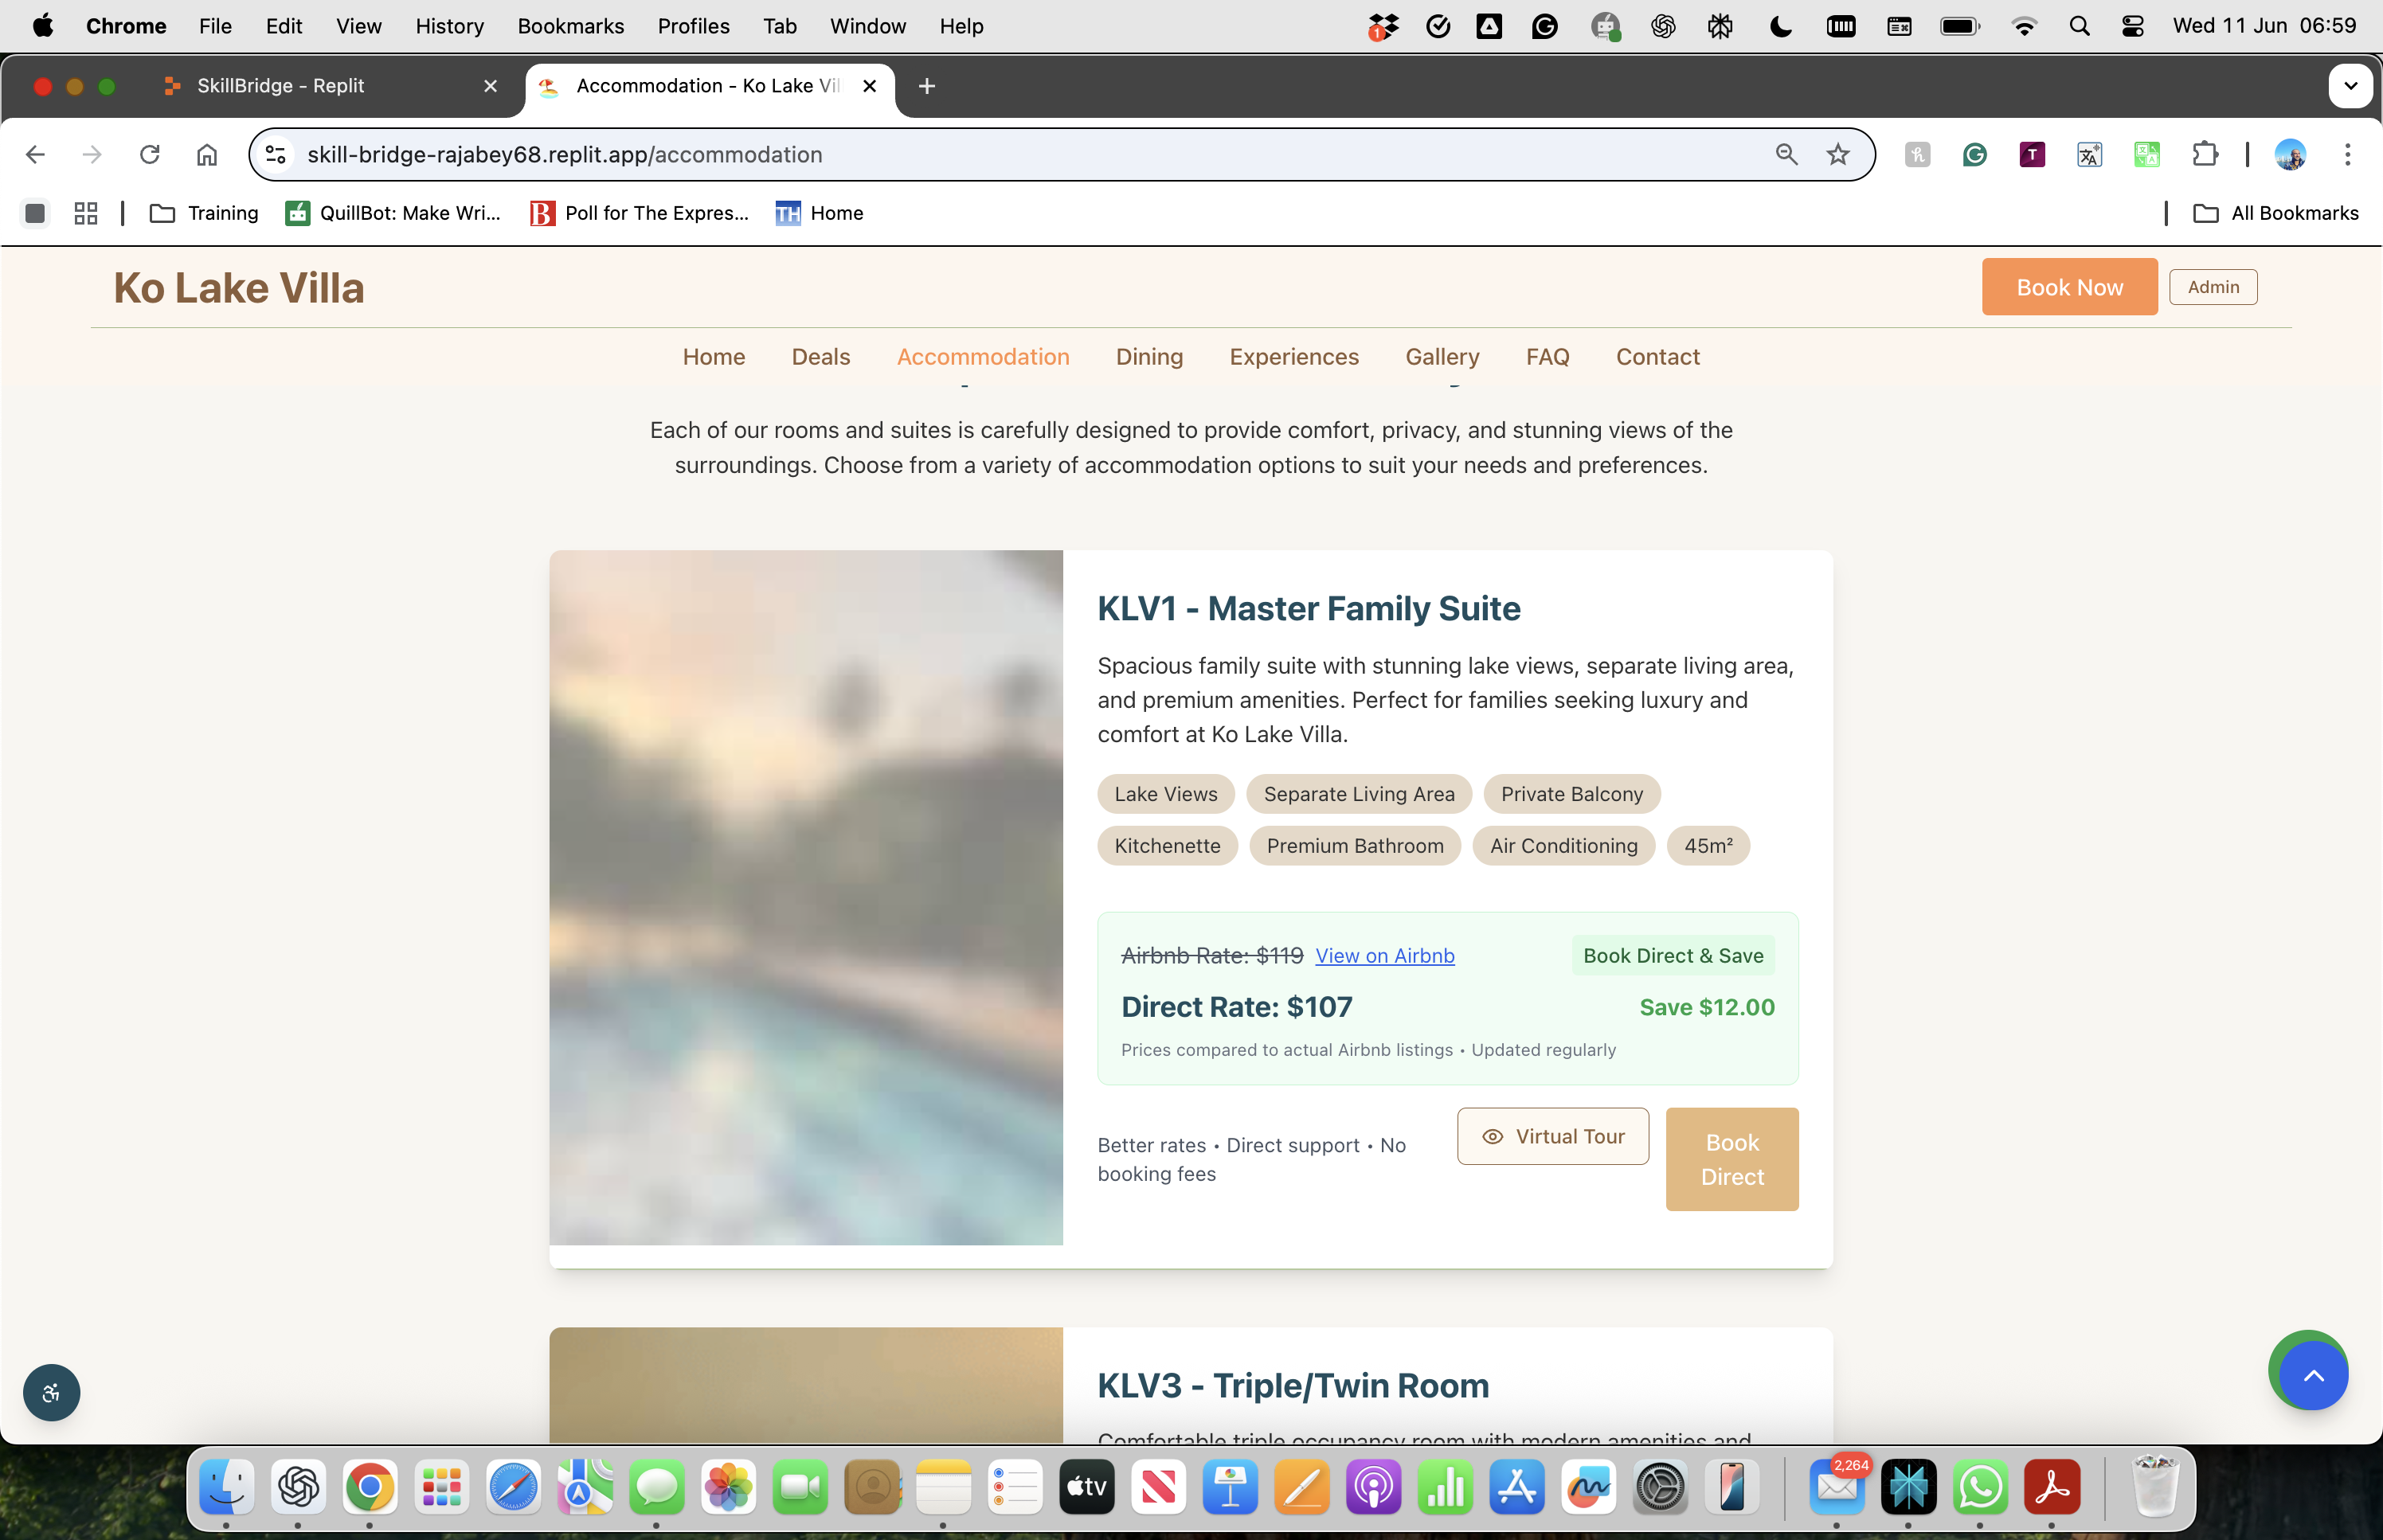 Chrome File Edit View History Bookmarks Profiles Tab Window Help
1
Wed 11 Jun 06:59
SkillBridge - Replit
Accommodation - Ko Lake Vil
skill-bridge-rajabey68.replit.app/accommodation
Training
QuillBot: Make Wri...
B
Poll for The Expres...
TH
Home
All Bookmarks
Ko Lake Villa
Book Now
Admin
Home Deals Accommodation Dining Experiences Gallery FAQ Contact
Each of our rooms and suites is carefully designed to provide comfort, privacy, and stunning views of the
surroundings. Choose from a variety of accommodation options to suit your needs and preferences.
KLV1 - Master Family Suite
Spacious family suite with stunning lake views, separate living area,
and premium amenities. Perfect for families seeking luxury and
comfort at Ko Lake Villa.
Lake Views Separate Living Area Private Balcony
Kitchenette Premium Bathroom Air Conditioning 45m²
Airbnb Rate: $119 View on Airbnb Book Direct & Save
Direct Rate: $107 Save $12.00
Prices compared to actual Airbnb listings • Updated regularly
Better rates • Direct support • No
booking fees
Virtual Tour
Book
Direct
KLV3 - Triple/Twin Room
Comfortable triple occupancy room with modern amenities and
tv
2,264